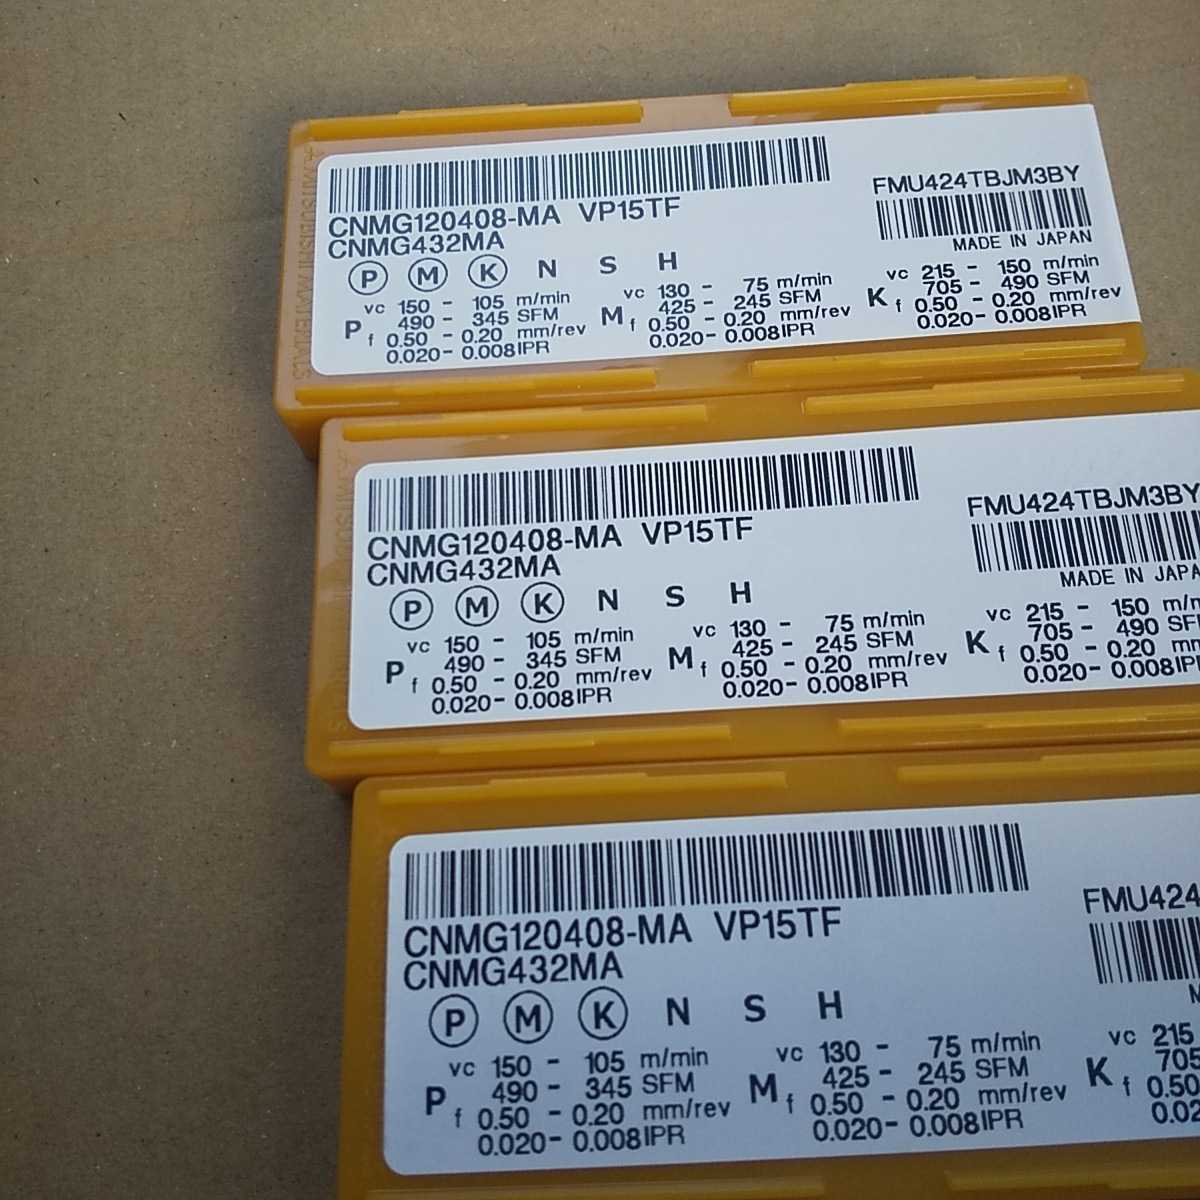 CNMG120408-MA VP15TF
CNMG432MA
FMU424TBJM3BY
MADE IN JAPAN
P M K N S H
P vc 150 - 105 m/min
490 - 345 SFM
f 0.50 - 0.20 mm/rev
0.020 - 0.008IPR
M vc 130 - 75 m/min
425 - 245 SFM
f 0.50 - 0.20 mm/rev
0.020 - 0.008IPR
K vc 215 - 150 m/min
705 - 490 SFM
f 0.50 - 0.20 mm/rev
0.020 - 0.008IPR
CNMG120408-MA VP15TF
CNMG432MA
FMU424TBJM3BY
MADE IN JAPA
P M K N S H
P vc 150 - 105 m/min
490 - 345 SFM
f 0.50 - 0.20 mm/rev
0.020 - 0.008IPR
M vc 130 - 75 m/min
425 - 245 SFM
f 0.50 - 0.20 mm/rev
0.020 - 0.008IPR
K vc 215 - 150 m/m
705 - 490 SF
f 0.50 - 0.20 mm
0.020 - 0.008IP
CNMG120408-MA VP15TF
CNMG432MA
FMU424
M
P M K N S H
P vc 150 - 105 m/min
490 - 345 SFM
f 0.50 - 0.20 mm/rev
0.020 - 0.008IPR
M vc 130 - 75 m/min
425 - 245 SFM
f 0.50 - 0.20 mm/rev
0.020 - 0.008IPR
K vc 215
705
f 0.50
0.02